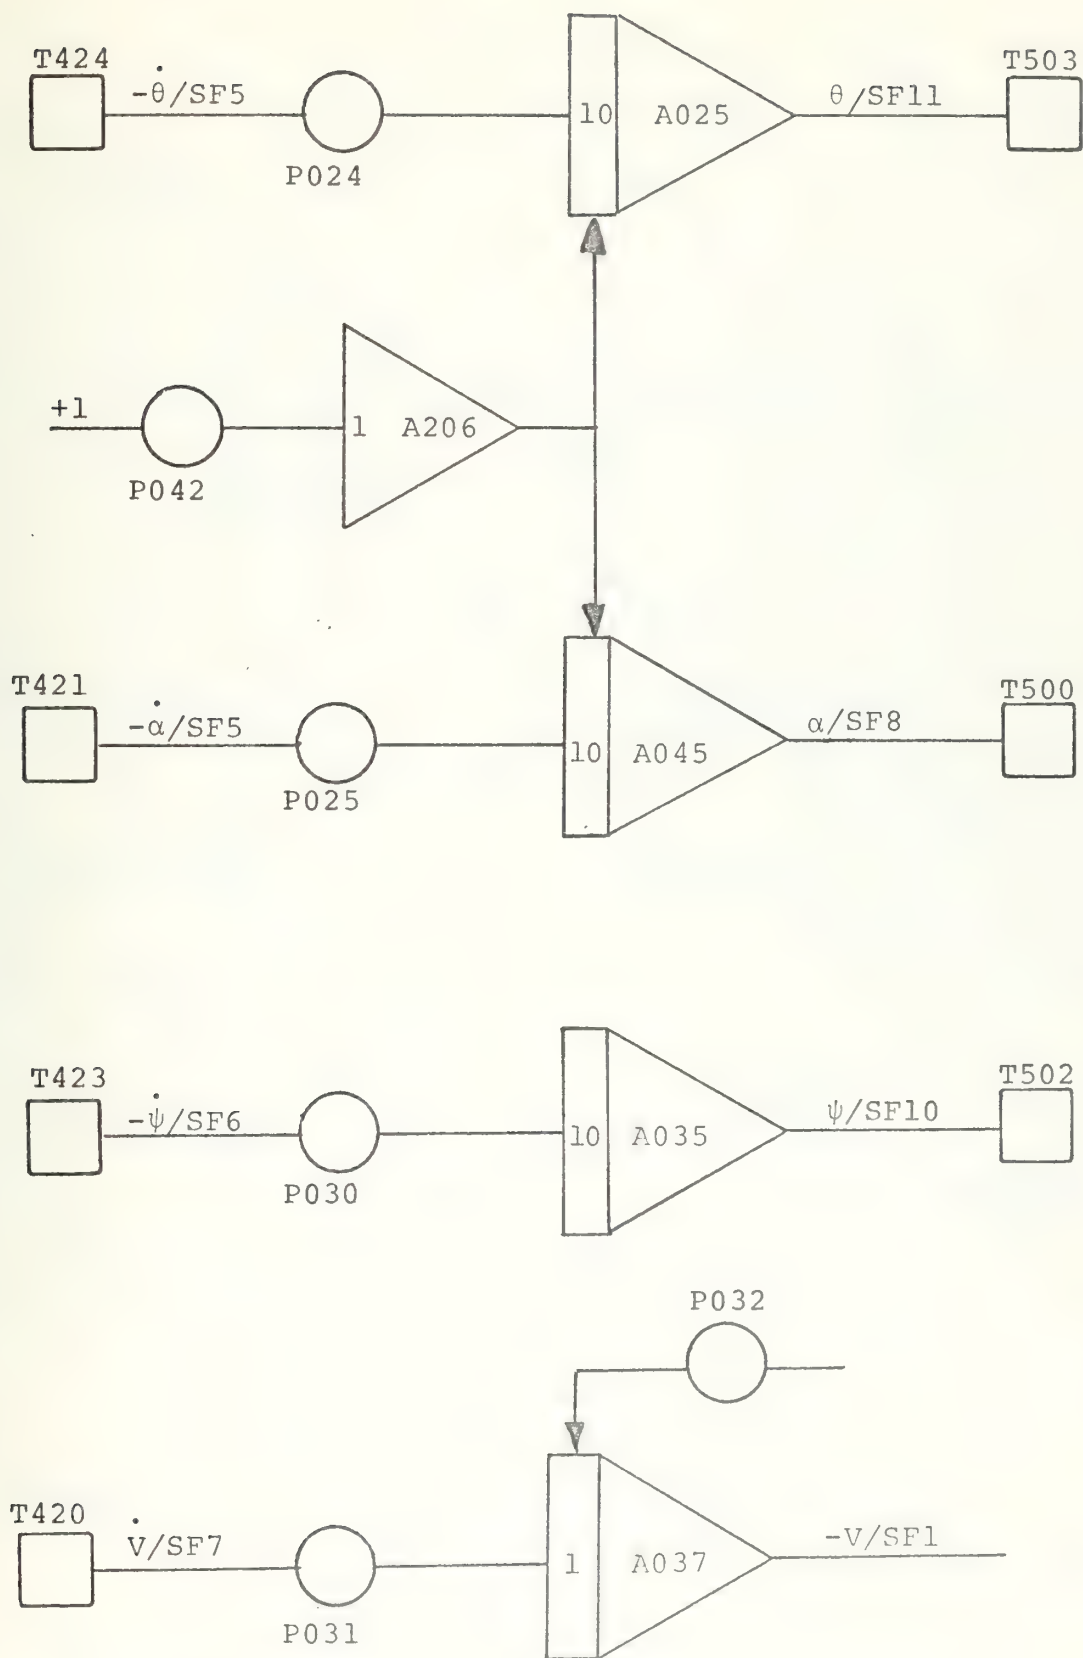 T424
-θ̇/SF5
P024
10
A025
θ/SF11
T503
+1
P042
1
A206
T421
-α̇/SF5
P025
10
A045
α/SF8
T500
T423
-ψ̇/SF6
P030
10
A035
ψ/SF10
T502
P032
T420
V̇/SF7
P031
1
A037
-V/SF1